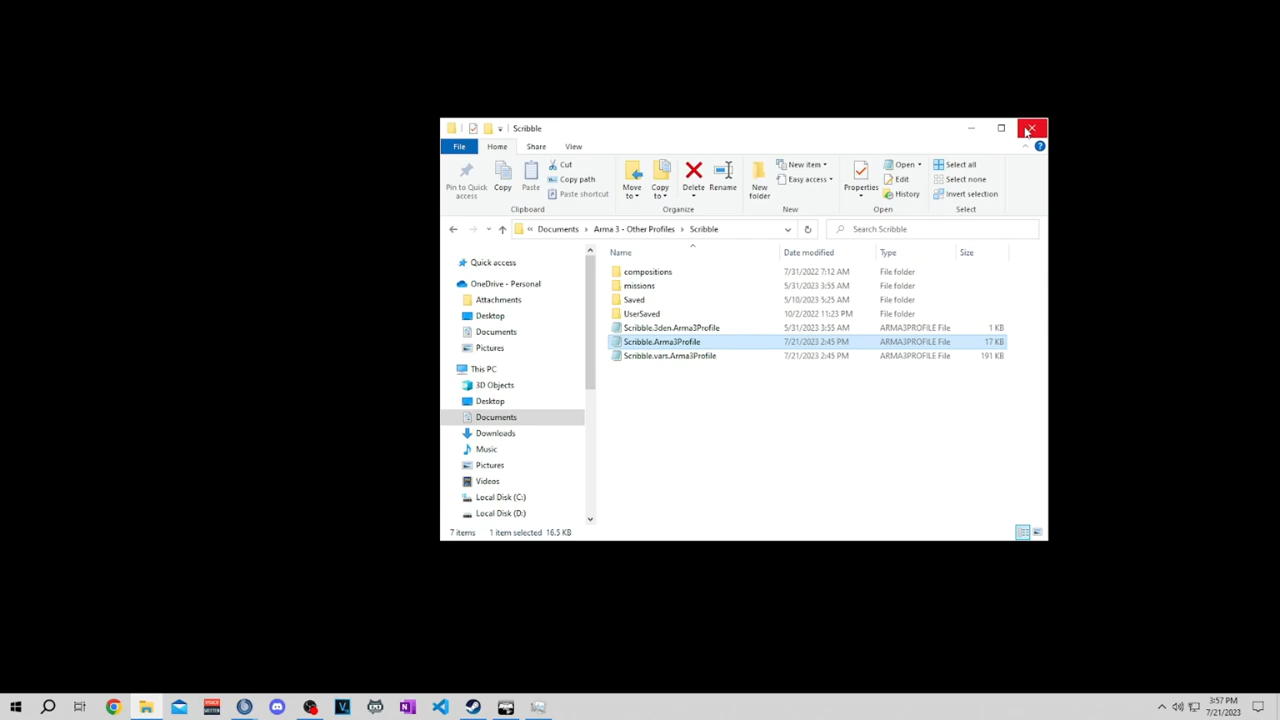 Scribble
File Home Share View
Pin to Quick access
Copy
Paste
Cut
Copy path
Paste shortcut
Clipboard
Move to
Copy to
Delete
Rename
Organize
New folder
New item
Easy access
New
Properties
Open
Edit
History
Open
Select all
Select none
Invert selection
Select
« Documents > Arma 3 - Other Profiles > Scribble
Search Scribble
Quick access
OneDrive - Personal
Attachments
Desktop
Documents
Pictures
This PC
3D Objects
Desktop
Documents
Downloads
Music
Pictures
Videos
Local Disk (C:)
Local Disk (D:)
Name Date modified Type Size
compositions 7/31/2022 7:12 AM File folder
missions 5/31/2023 3:55 AM File folder
Saved 5/10/2023 5:25 AM File folder
UserSaved 10/2/2022 11:23 PM File folder
Scribble.3den.Arma3Profile 5/31/2023 3:55 AM ARMA3PROFILE File 1 KB
Scribble.Arma3Profile 7/21/2023 2:45 PM ARMA3PROFILE File 17 KB
Scribble.vars.Arma3Profile 7/21/2023 2:45 PM ARMA3PROFILE File 191 KB
7 items 1 item selected 16.5 KB
3:57 PM
7/21/2023